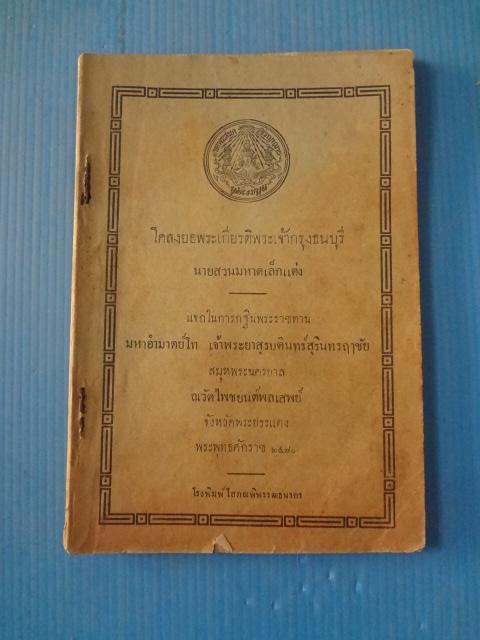 โคลงยอพระเกียรติพระเจ้ากรุงธนบุรี
นายสวนมหาดเล็กแต่ง
แจกในการกฐินพระราชทาน
มหาอำมาตย์โท เจ้าพระยาสุรบดินทร์สุรินทรฤๅชัย
สมุหพระนครบาล
ณวัดไพชยนต์พลเสพย์
จังหวัดพระประแดง
พระพุทธศักราช
โรงพิมพ์โสภณพิพรรฒธนากร